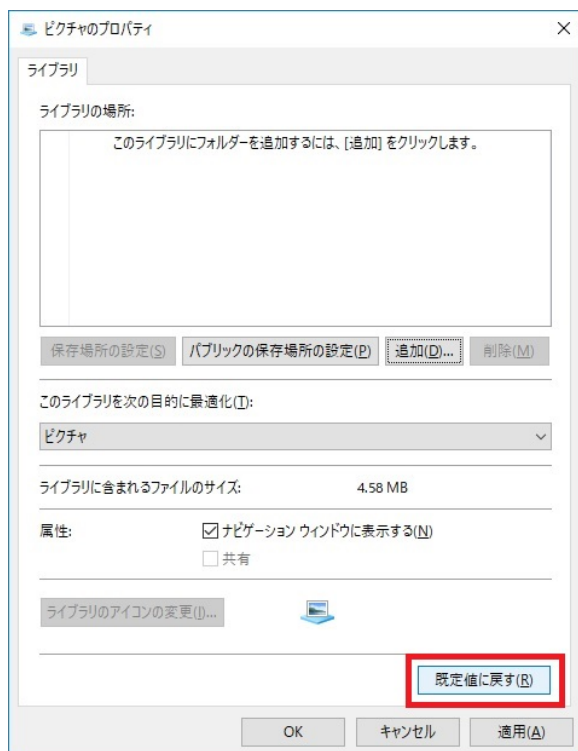 ピクチャのプロパティ
ライブラリ
ライブラリの場所:
このライブラリにフォルダーを追加するには、[追加] をクリックします。
保存場所の設定(S) パブリックの保存場所の設定(P) 追加(D)... 削除(M)
このライブラリを次の目的に最適化(T):
ピクチャ
ライブラリに含まれるファイルのサイズ: 4.58 MB
属性: ナビゲーション ウィンドウに表示する(N)
共有
ライブラリのアイコンの変更(I)...
既定値に戻す(R)
OK キャンセル 適用(A)